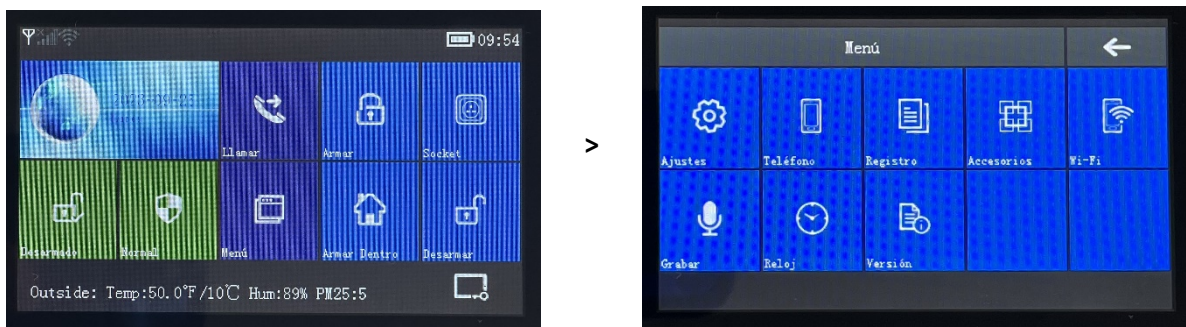 09:54
Llamar
Armar
Socket
Desarmado
Normal
Menú
Armar Dentro
Desarmar
Outside: Temp:50.0°F/10℃ Hum:89% PM25:5
>
Menú
Ajustes
Teléfono
Registro
Accesorios
Wi-Fi
Grabar
Reloj
Versión